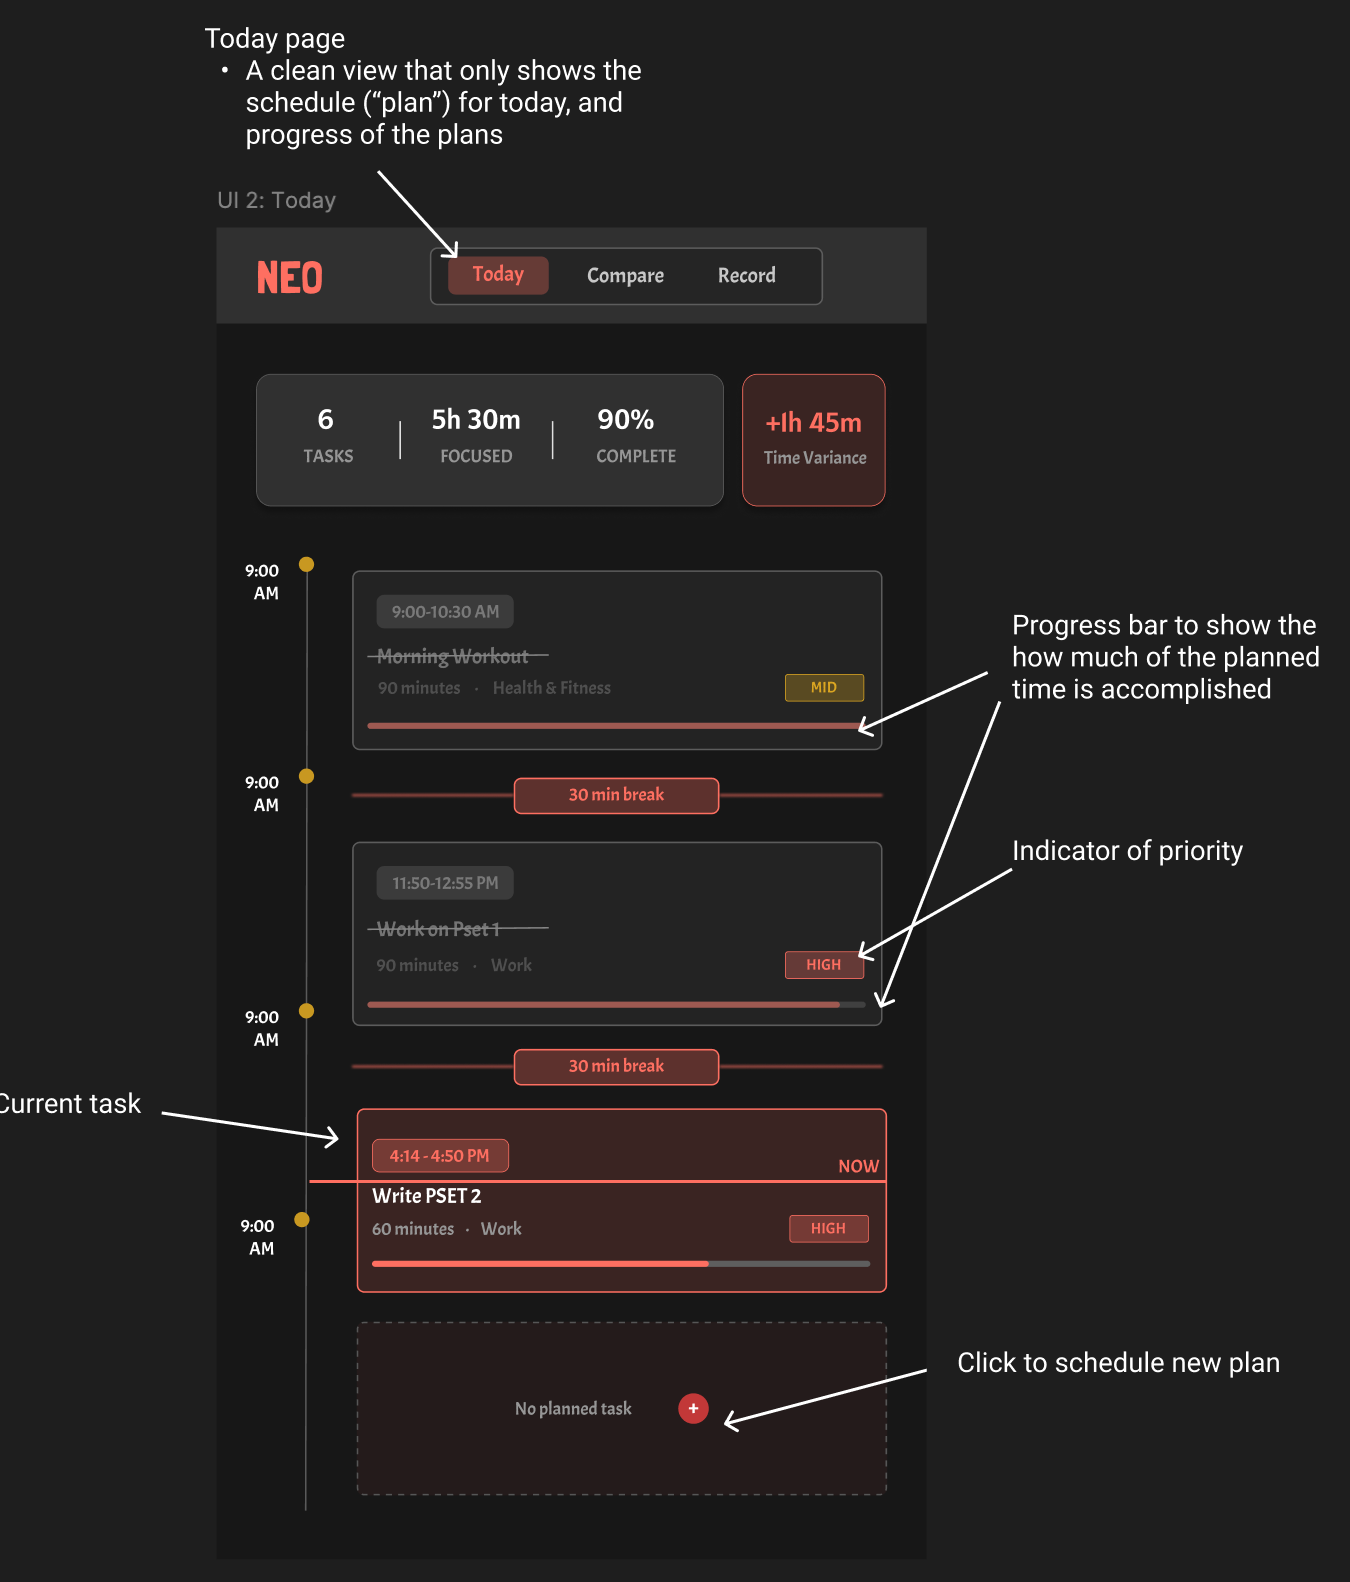 Today page
• A clean view that only shows the
schedule (“plan”) for today, and
progress of the plans
UI 2: Today
NEO
Today
Compare
Record
6
TASKS
5h 30m
FOCUSED
90%
COMPLETE
+1h 45m
Time Variance
9:00
AM
9:00-10:30 AM
Morning Workout
90 minutes · Health & Fitness
MID
Progress bar to show the
how much of the planned
time is accomplished
9:00
AM
30 min break
11:50-12:55 PM
Work on Pset 1
90 minutes · Work
HIGH
Indicator of priority
9:00
AM
30 min break
Current task
4:14 - 4:50 PM
NOW
Write PSET 2
60 minutes · Work
HIGH
9:00
AM
No planned task
+
Click to schedule new plan